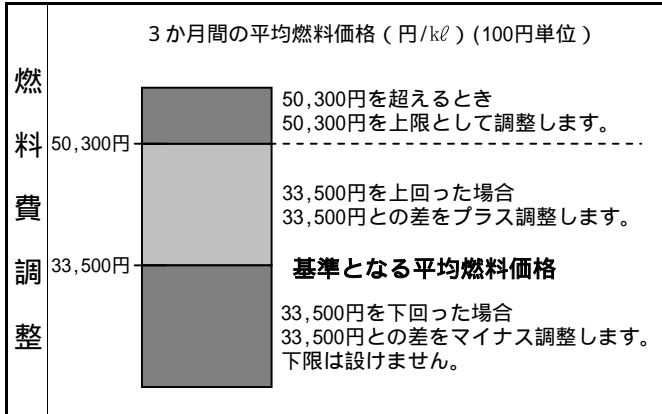 3か月間の平均燃料価格(円/㎘)(100円単位)
燃料費調整
50,300円を超えるとき
50,300円を上限として調整します。
50,300円
33,500円を上回った場合
33,500円との差をプラス調整します。
33,500円
基準となる平均燃料価格
33,500円を下回った場合
33,500円との差をマイナス調整します。
下限は設けません。